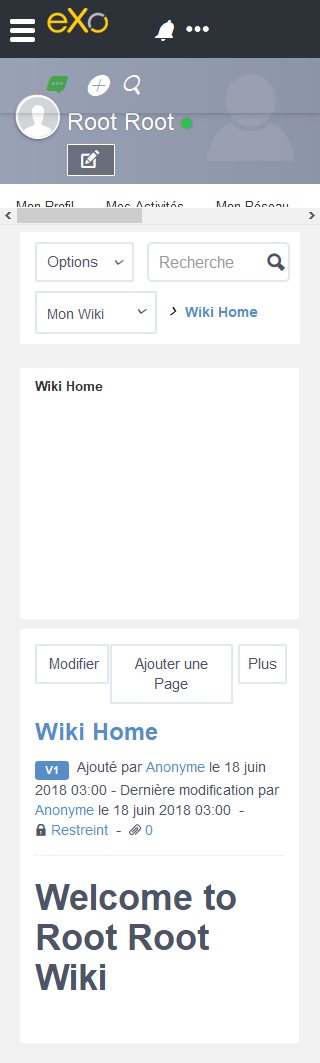 eXo
Root Root
Mon Profil Mes Activités Mon Réseau
Options Recherche
Mon Wiki Wiki Home
Wiki Home
Modifier Ajouter une Page Plus
Wiki Home
V1 Ajouté par Anonyme le 18 juin
2018 03:00 - Dernière modification par
Anonyme le 18 juin 2018 03:00 -
Restreint - 0
Welcome to
Root Root
Wiki